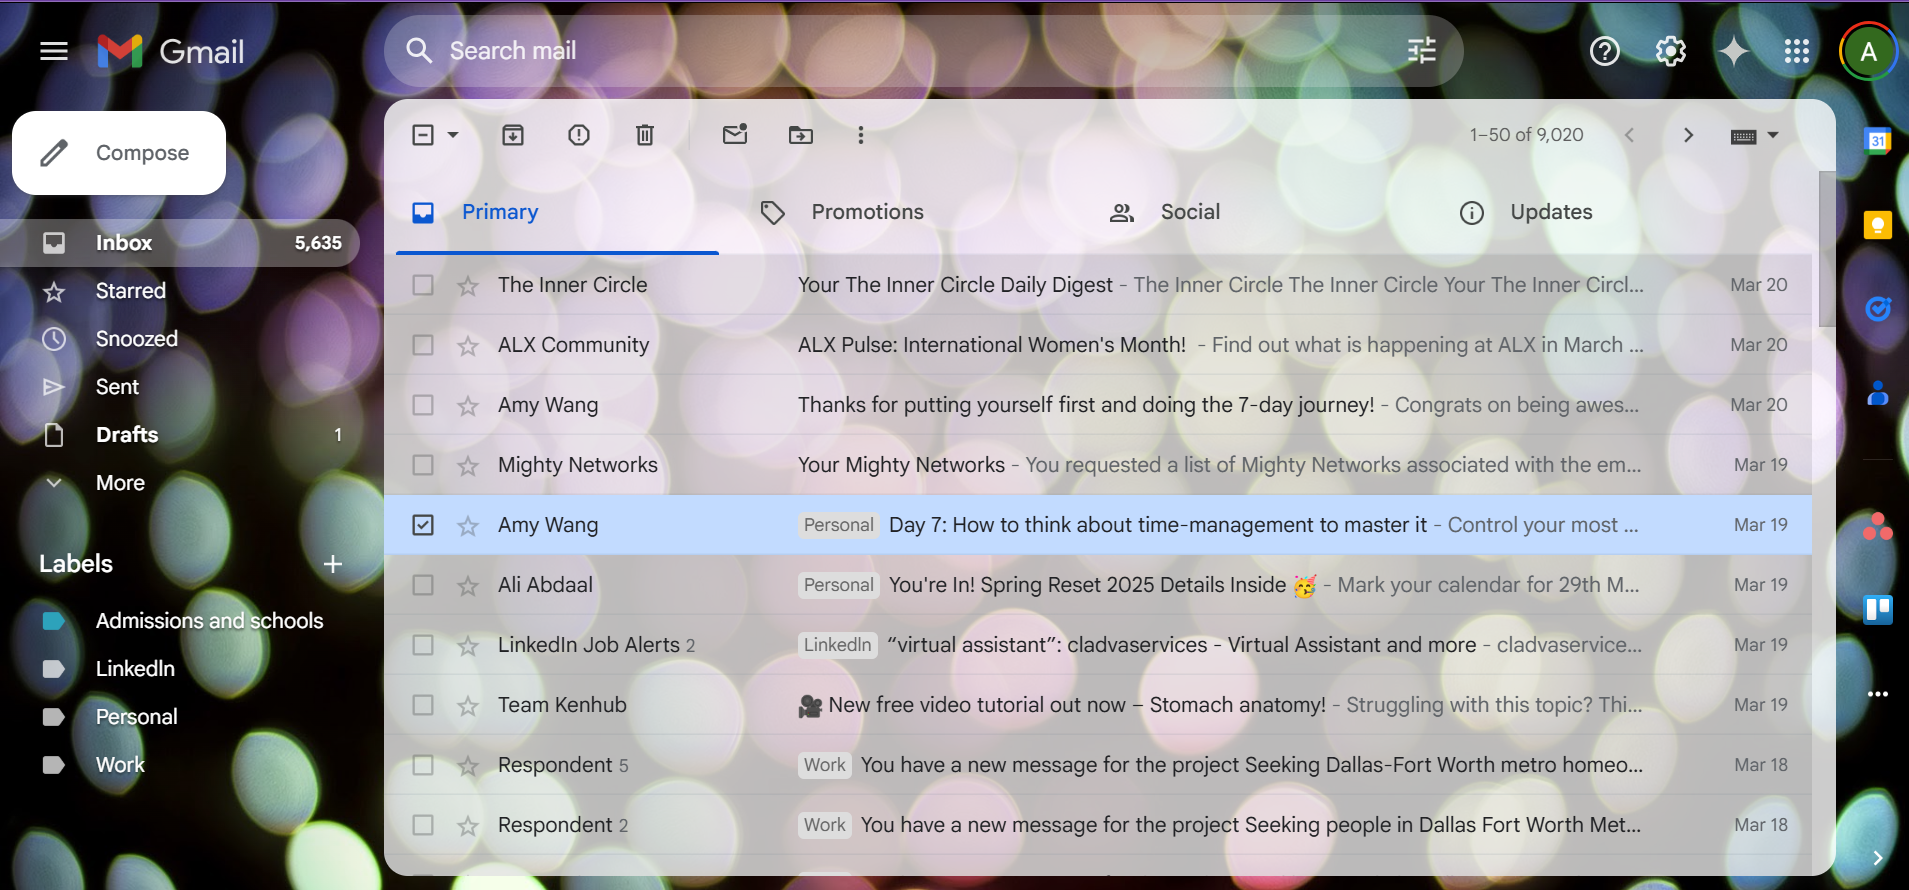 Gmail
Search mail
A
Compose
1–50 of 9,020
31
Primary
Promotions
Social
Updates
Inbox 5,635
Starred
Snoozed
Sent
Drafts 1
More
Labels
Admissions and schools
LinkedIn
Personal
Work
The Inner Circle Your The Inner Circle Daily Digest - The Inner Circle The Inner Circle Your The Inner Circl... Mar 20
ALX Community ALX Pulse: International Women's Month! - Find out what is happening at ALX in March ... Mar 20
Amy Wang Thanks for putting yourself first and doing the 7-day journey! - Congrats on being awes... Mar 20
Mighty Networks Your Mighty Networks - You requested a list of Mighty Networks associated with the em... Mar 19
Amy Wang Personal Day 7: How to think about time-management to master it - Control your most ... Mar 19
Ali Abdaal Personal You're In! Spring Reset 2025 Details Inside 🥳 - Mark your calendar for 29th M... Mar 19
LinkedIn Job Alerts 2 LinkedIn “virtual assistant”: cladvaservices - Virtual Assistant and more - cladvaservice... Mar 19
Team Kenhub 🎥 New free video tutorial out now – Stomach anatomy! - Struggling with this topic? Thi... Mar 19
Respondent 5 Work You have a new message for the project Seeking Dallas-Fort Worth metro homeo... Mar 18
Respondent 2 Work You have a new message for the project Seeking people in Dallas Fort Worth Met... Mar 18